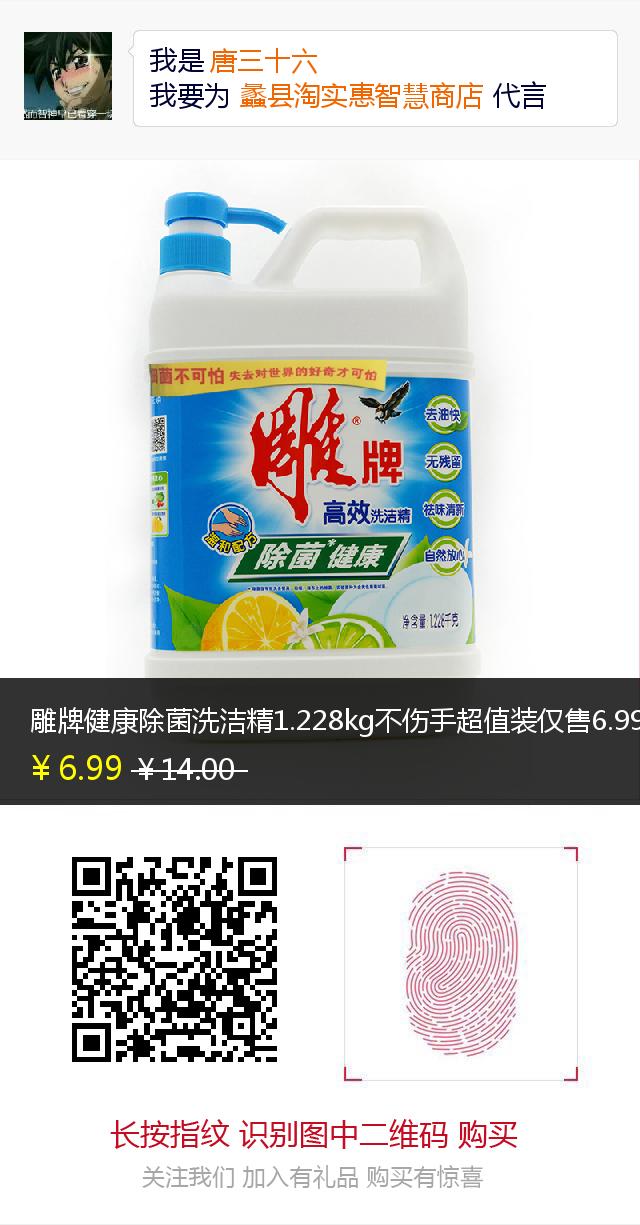 我是 唐三十六
我要为 蠡县淘实惠智慧商店 代言
菌不可怕 失去对世界的好奇才可怕
雕®牌
高效洗洁精
除菌*健康
温和配方
去油快
无残留
祛味清新
自然放心
净含量:1.228千克
雕牌健康除菌洗洁精1.228kg不伤手超值装仅售6.99
¥ 6.99 ¥ 14.00
长按指纹 识别图中二维码 购买
关注我们 加入有礼品 购买有惊喜